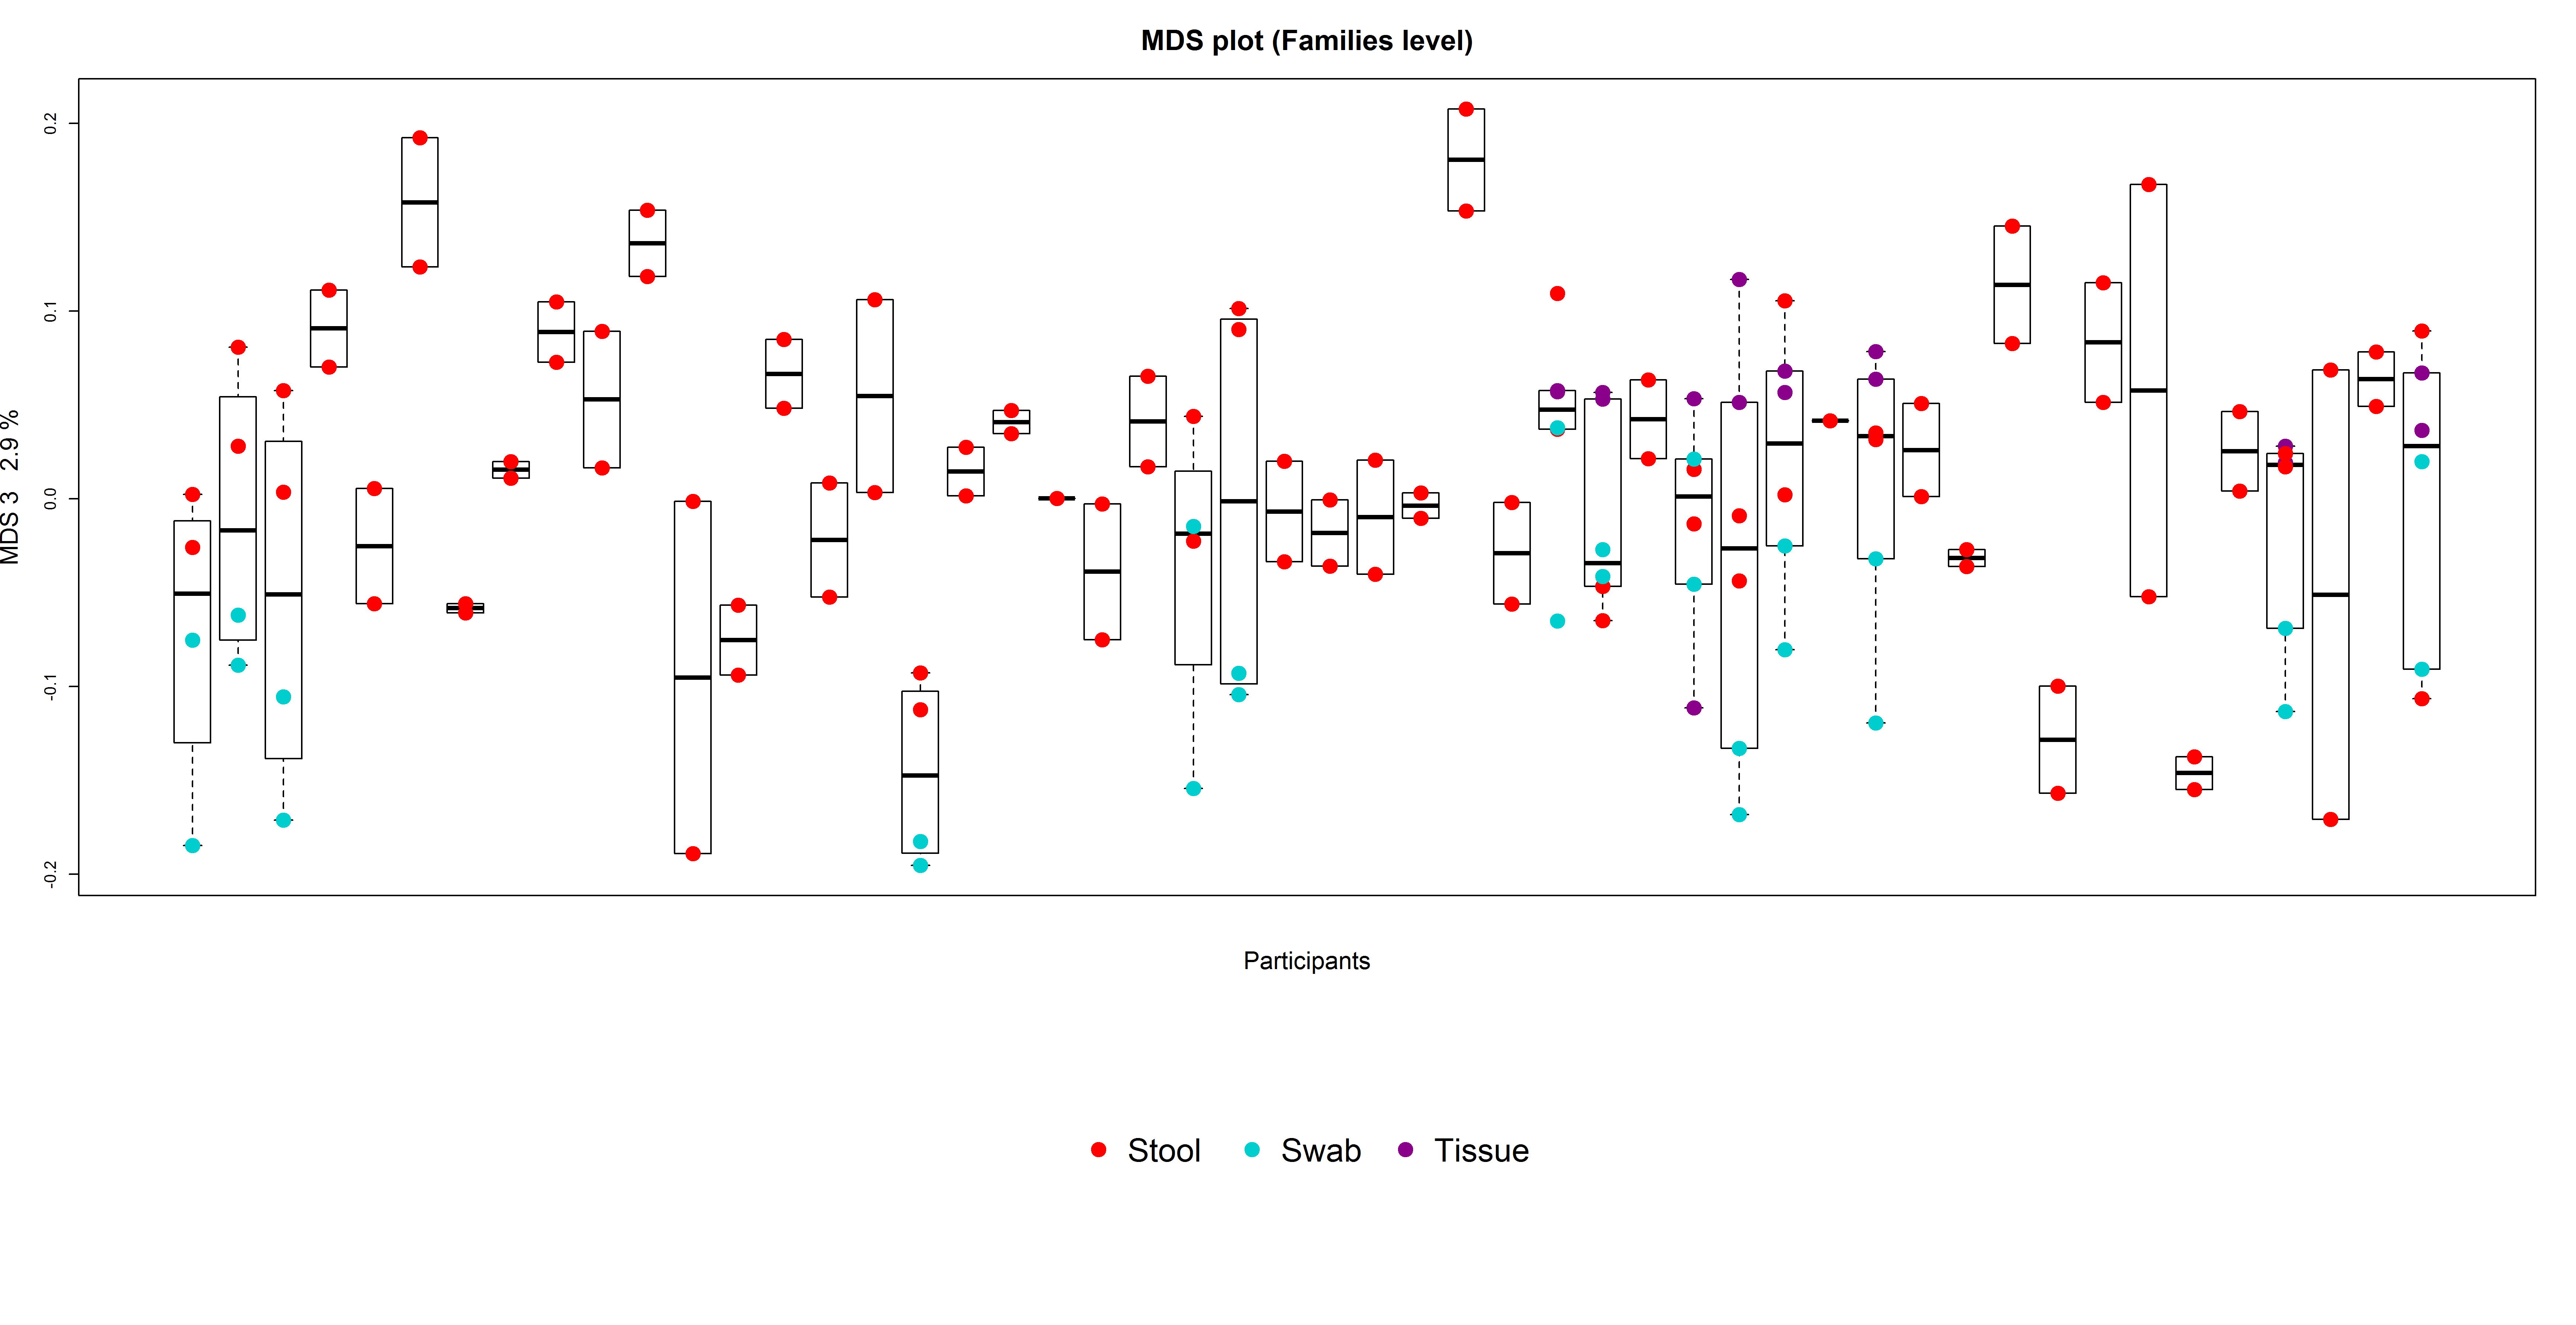 MDS plot (Families level)
MDS 3 2.9 %
0.2
0.1
0.0
-0.1
-0.2
Participants
Stool Swab Tissue